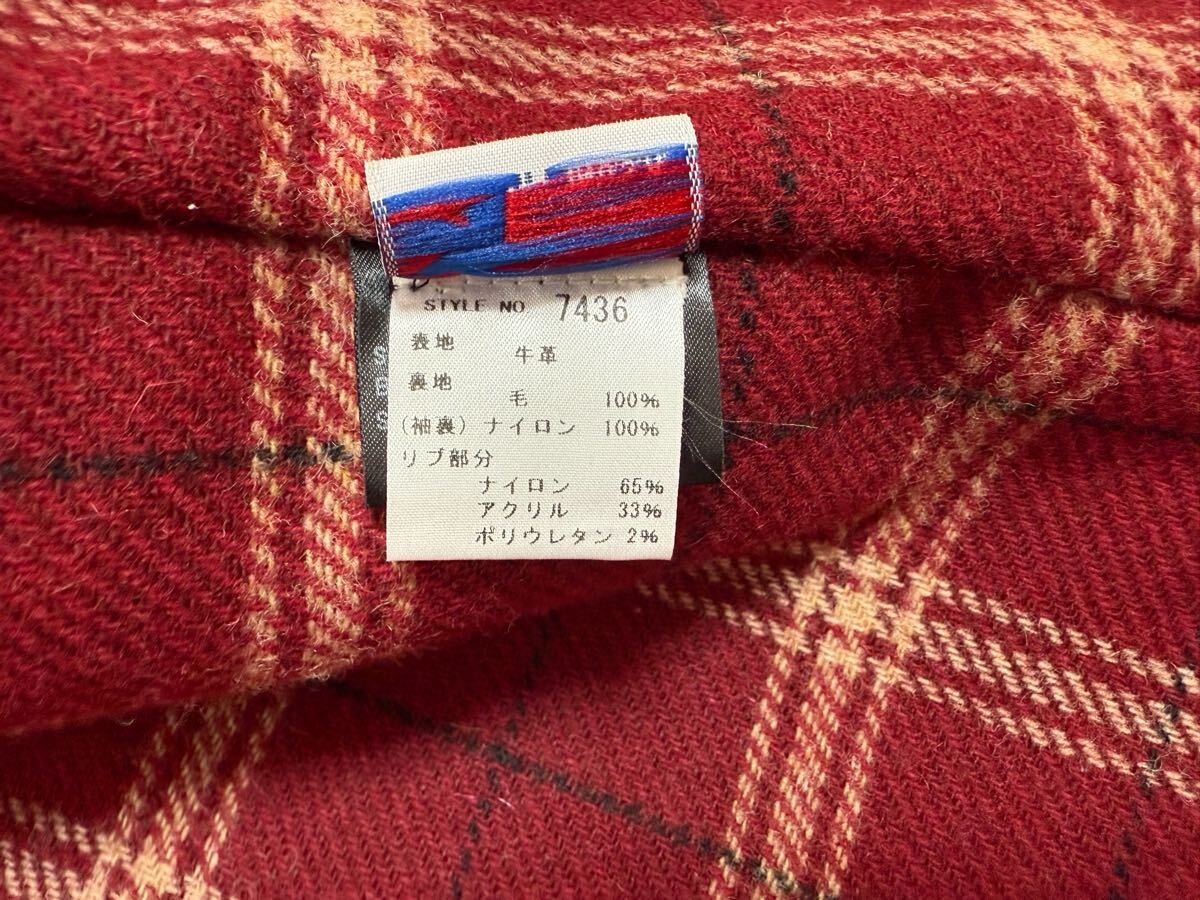 STYLE NO 7436
表地
牛革
裏地
毛 100%
(袖裏) ナイロン 100%
リブ部分
ナイロン 65%
アクリル 33%
ポリウレタン 2%